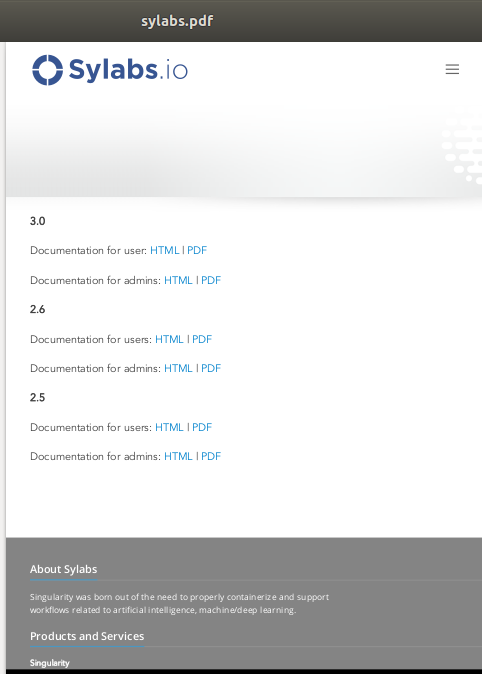 sylabs.pdf
Sylabs.io
3.0
Documentation for user: HTML | PDF
Documentation for admins: HTML | PDF
2.6
Documentation for users: HTML | PDF
Documentation for admins: HTML | PDF
2.5
Documentation for users: HTML | PDF
Documentation for admins: HTML | PDF
About Sylabs
Singularity was born out of the need to properly containerize and support
workflows related to artificial intelligence, machine/deep learning.
Products and Services
Singularity